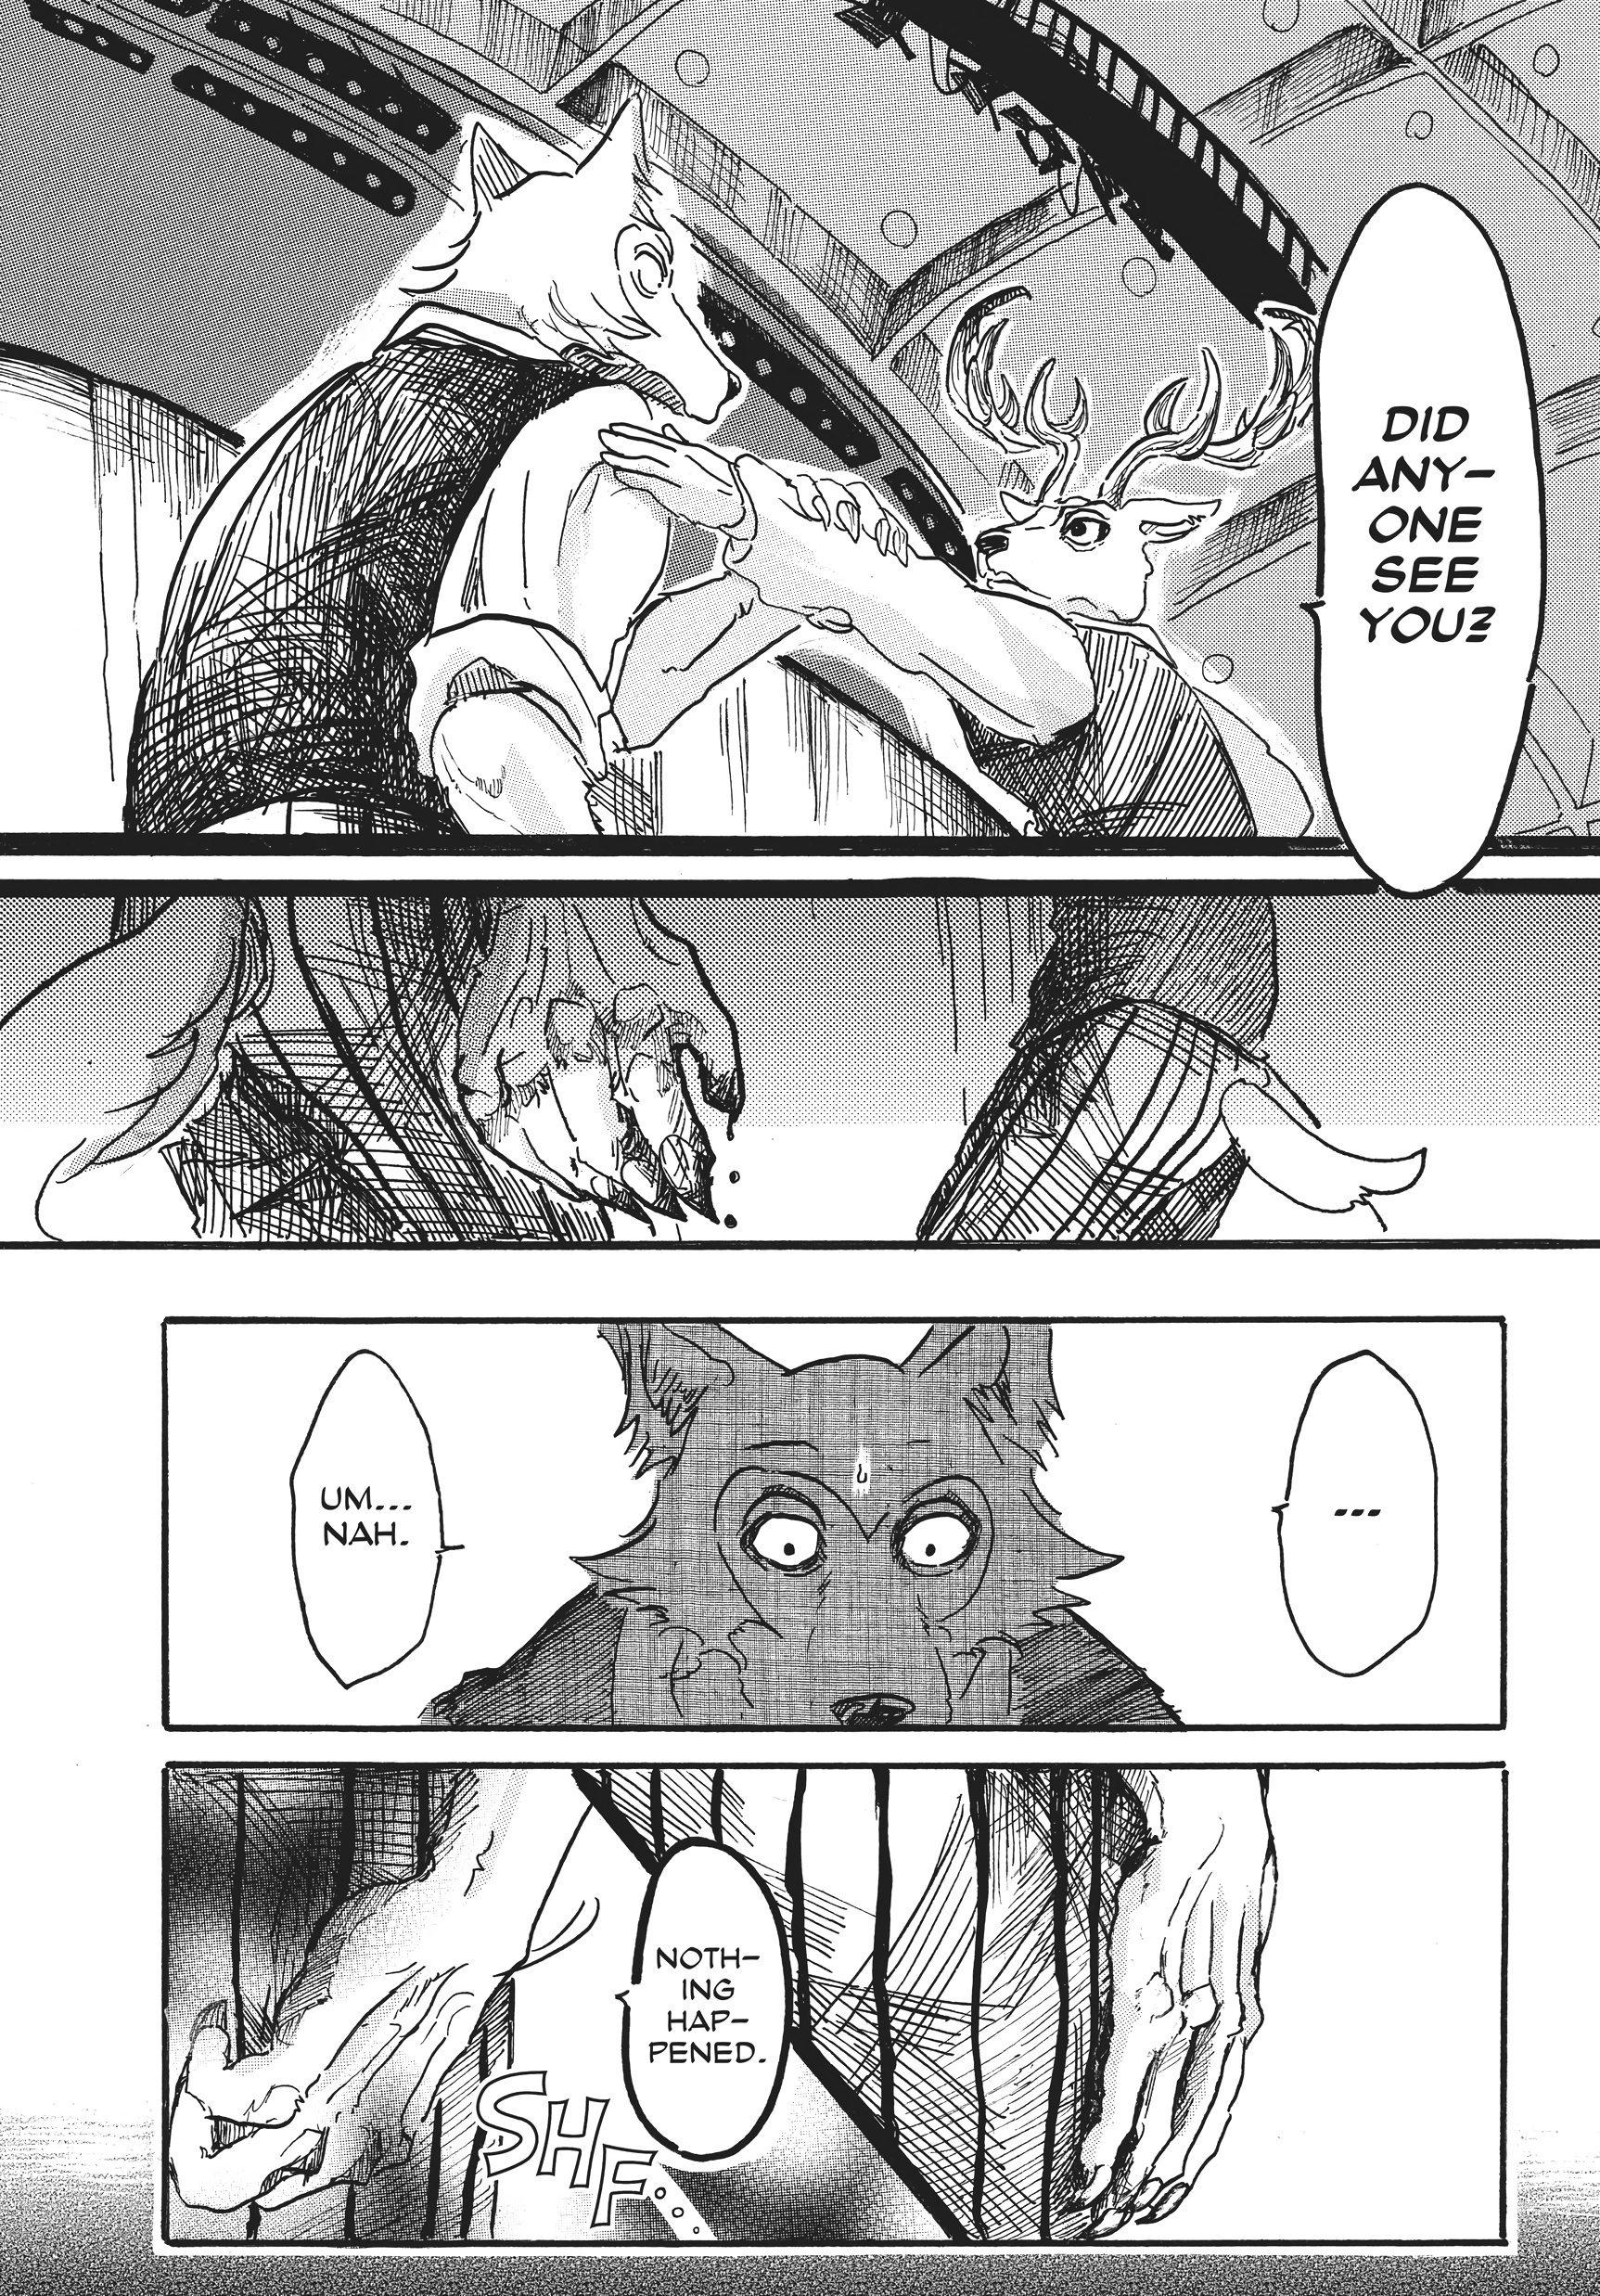 DID
ANY-
ONE
SEE
YOU?
...
UM...
NAH.
NOTH-
ING
HAP-
PENED.
SHF